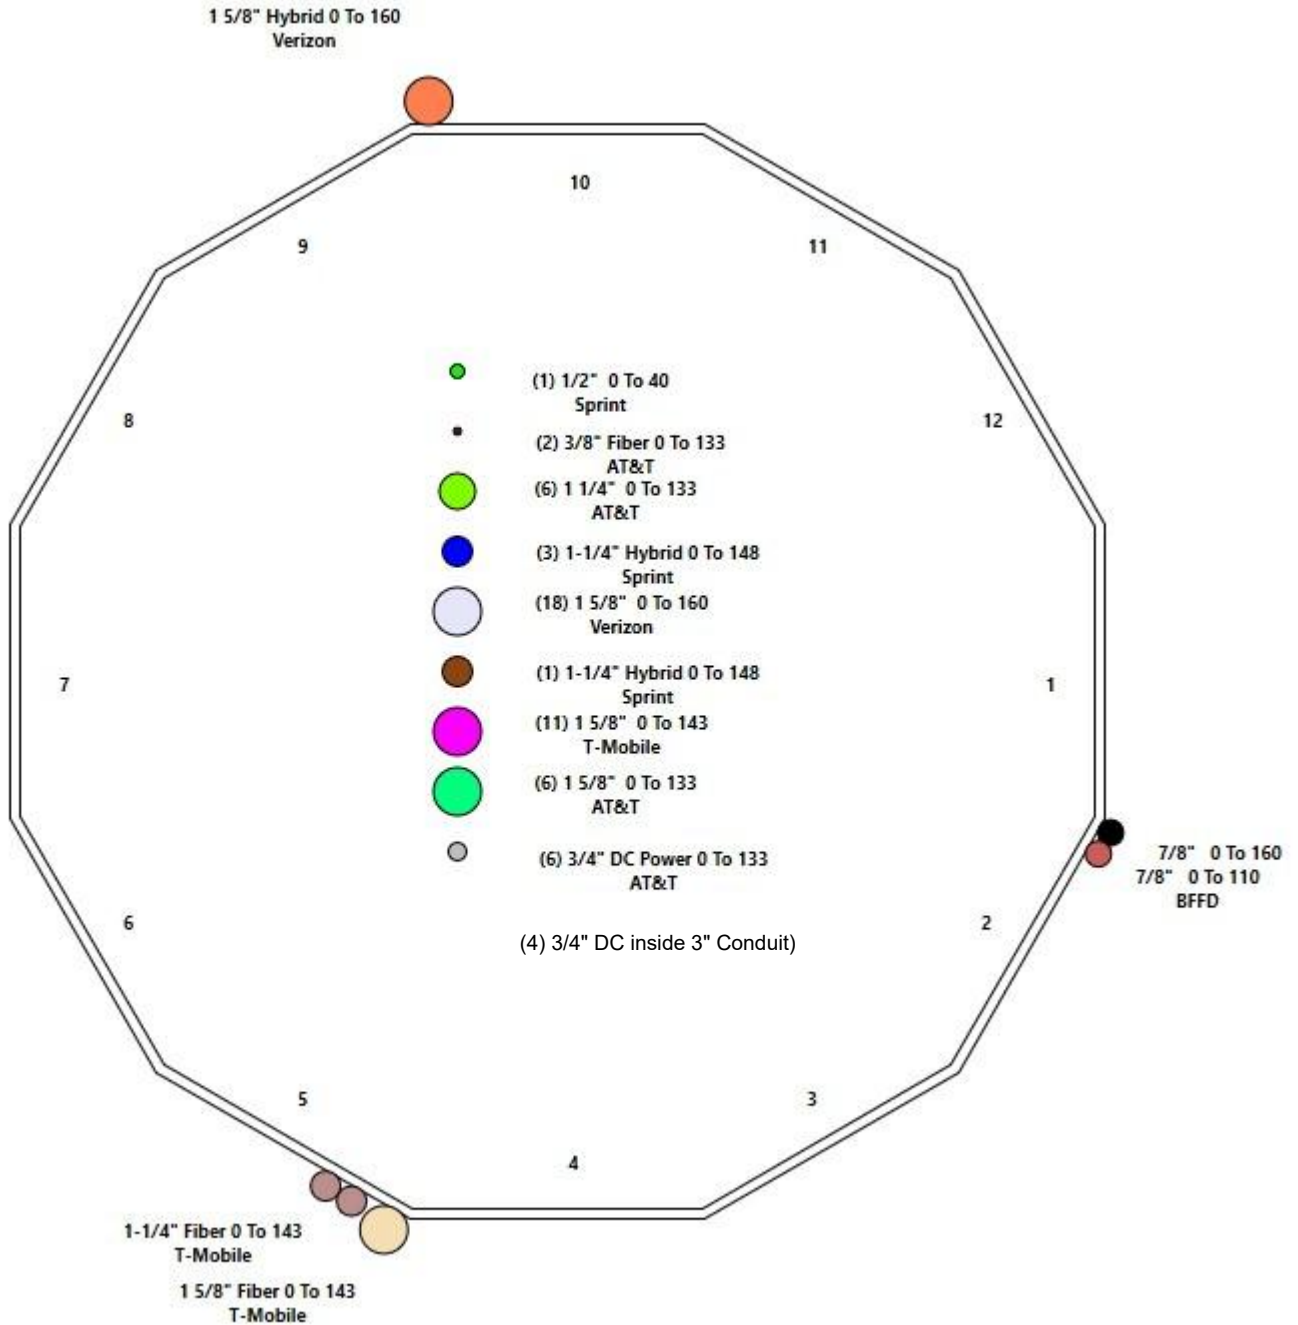 1 5/8" Hybrid 0 To 160
Verizon
10
9
11
(1) 1/2"  0 To 40
Sprint
8
12
(2) 3/8" Fiber 0 To 133
AT&T
(6) 1 1/4"  0 To 133
AT&T
(3) 1-1/4" Hybrid 0 To 148
Sprint
(18) 1 5/8"  0 To 160
Verizon
7
1
(1) 1-1/4" Hybrid 0 To 148
Sprint
(11) 1 5/8"  0 To 143
T-Mobile
(6) 1 5/8"  0 To 133
AT&T
(6) 3/4" DC Power 0 To 133
AT&T
7/8"  0 To 160
7/8"  0 To 110
BFFD
6
2
(4) 3/4" DC inside 3" Conduit)
5
3
4
1-1/4" Fiber 0 To 143
T-Mobile
1 5/8" Fiber 0 To 143
T-Mobile